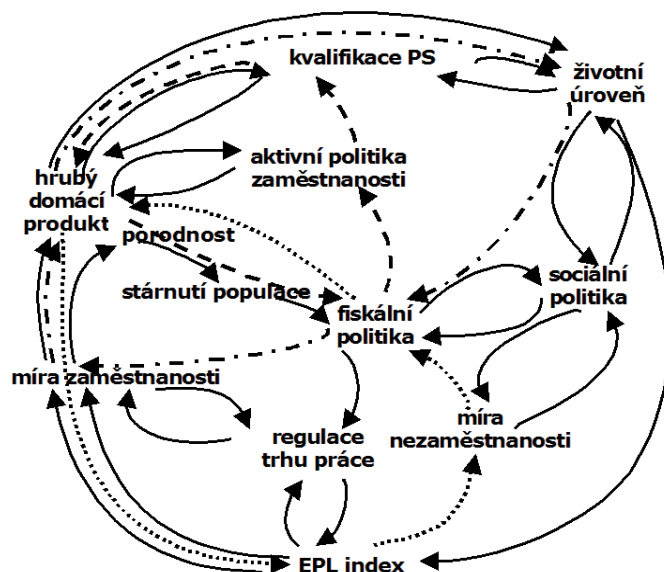 kvalifikace PS
životní
úroveň
aktivní politika
zaměstnanosti
hrubý
domácí
produkt
porodnost
stárnutí populace
sociální
politika
fiskální
politika
míra zaměstnanosti
míra
nezaměstnanosti
regulace
trhu práce
EPL index